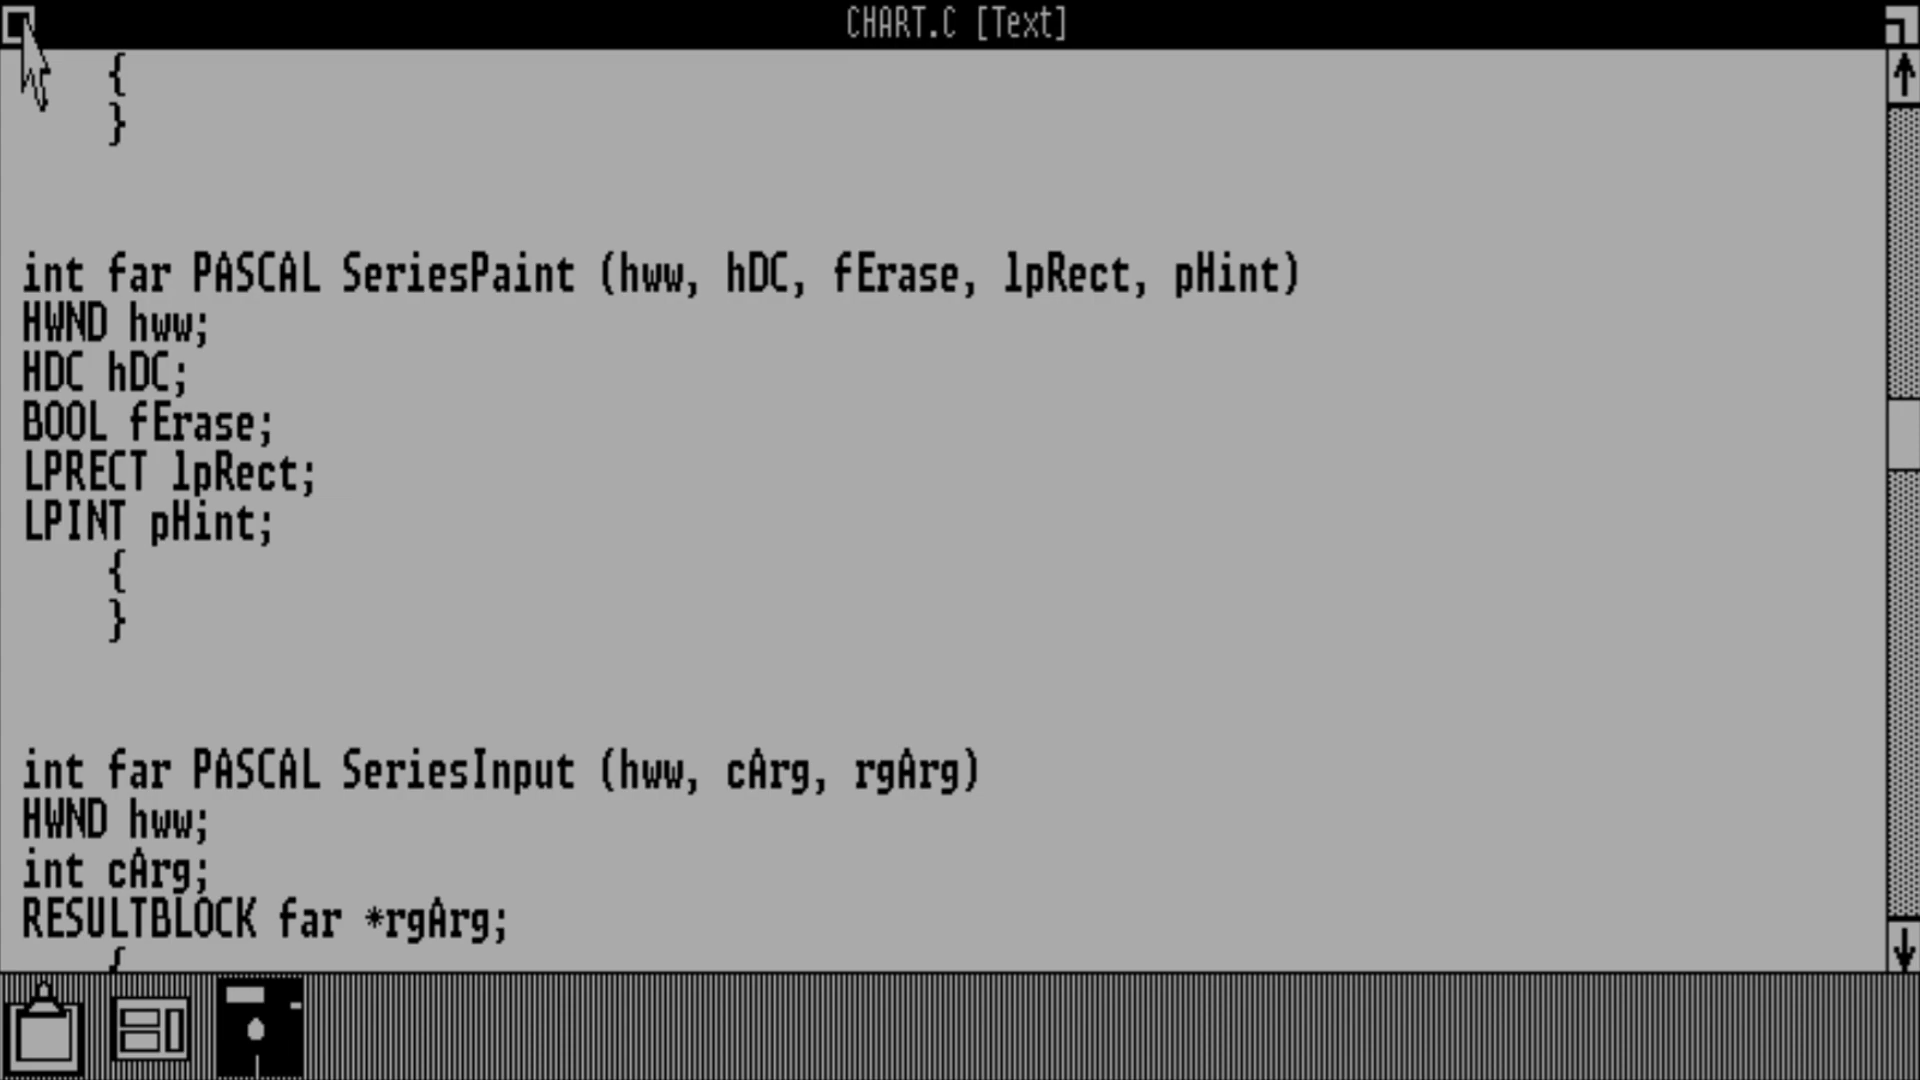 CHART.C [Text]
{
}
int far PASCAL SeriesPaint (hww, hDC, fErase, lpRect, pHint)
HWND hww;
HDC hDC;
BOOL fErase;
LPRECT lpRect;
LPINT pHint;
{
}
int far PASCAL SeriesInput (hww, cArg, rgArg)
HWND hww;
int cArg;
RESULTBLOCK far *rgArg;
{